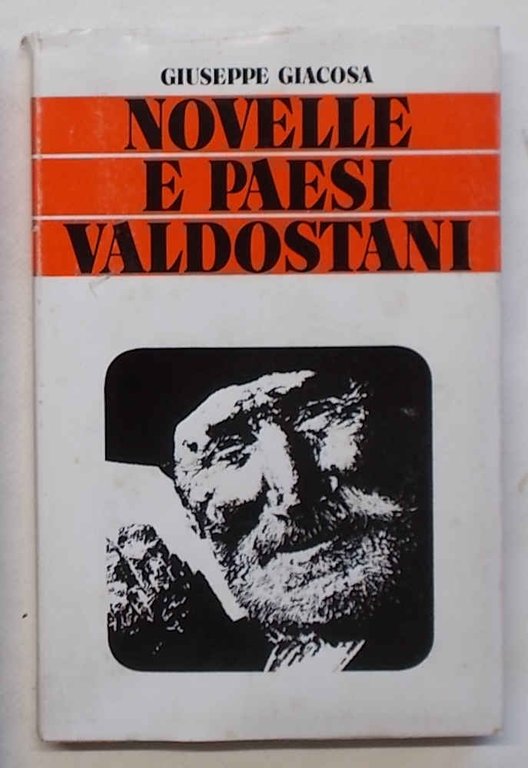 GIUSEPPE GIACOSA
NOVELLE
E PAESI
VALDOSTANI